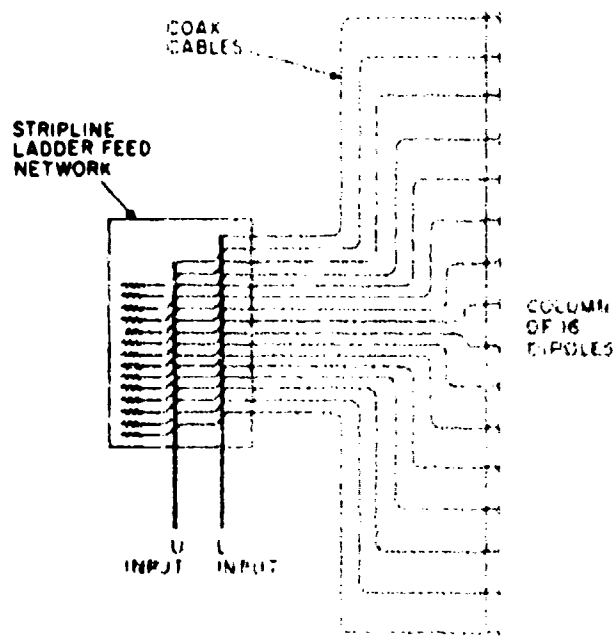 COAX
CABLES
STRIPLINE
LADDER FEED
NETWORK
COLUMN
OF 16
DIPOLES
U
INPUT
L
INPUT